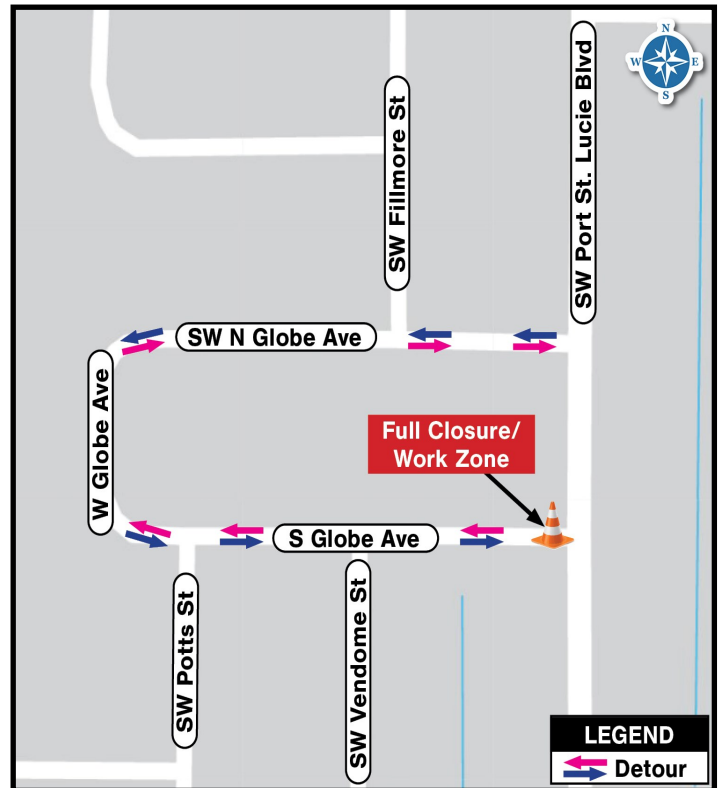 N
W E
S
SW Fillmore St
SW Port St. Lucie Blvd
SW N Globe Ave
W Globe Ave
Full Closure/
Work Zone
S Globe Ave
SW Potts St
SW Vendome St
LEGEND
Detour